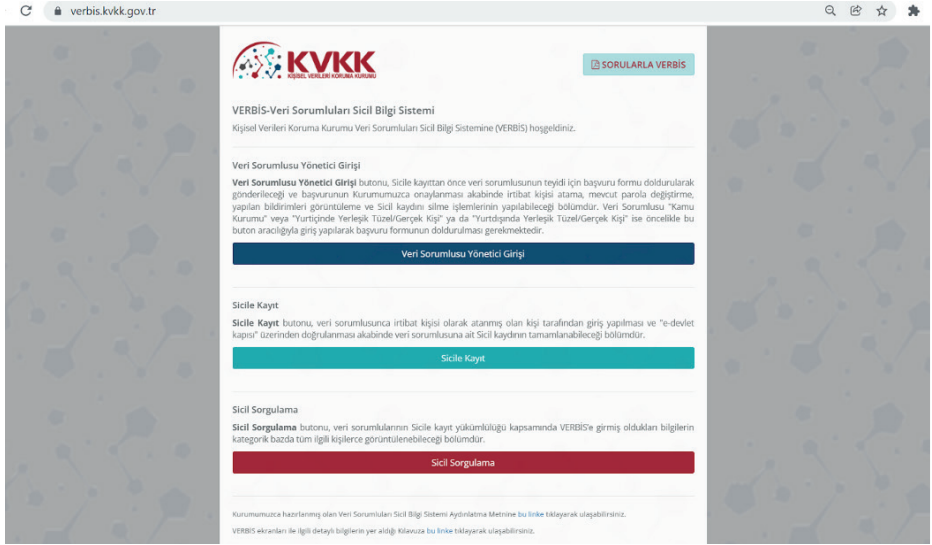 verbis.kvkk.gov.tr
KVKK
KİŞİSEL VERİLERİ KORUMA KURUMU
SORULARLA VERBİS
VERBİS-Veri Sorumluları Sicil Bilgi Sistemi
Kişisel Verileri Koruma Kurumu Veri Sorumluları Sicil Bilgi Sistemine (VERBİS) hoşgeldiniz.
Veri Sorumlusu Yönetici Girişi
Veri Sorumlusu Yönetici Girişi butonu, Sicile kayıttan önce veri sorumlusunun teyidi için başvuru formu doldurularak
gönderileceği ve başvurunun Kurumumuzca onaylanması akabinde irtibat kişisi atama, mevcut parola değiştirme,
yapılan bildirimleri görüntüleme ve Sicil kaydını silme işlemlerinin yapılabileceği bölümdür. Veri Sorumlusu "Kamu
Kurumu" veya "Yurtiçinde Yerleşik Tüzel/Gerçek Kişi" ya da "Yurtdışında Yerleşik Tüzel/Gerçek Kişi" ise öncelikle bu
buton aracılığıyla giriş yapılarak başvuru formunun doldurulması gerekmektedir.
Veri Sorumlusu Yönetici Girişi
Sicile Kayıt
Sicile Kayıt butonu, veri sorumlusunca irtibat kişisi olarak atanmış olan kişi tarafından giriş yapılması ve "e-devlet
kapısı" üzerinden doğrulanması akabinde veri sorumlusuna ait Sicil kaydının tamamlanabileceği bölümdür.
Sicile Kayıt
Sicil Sorgulama
Sicil Sorgulama butonu, veri sorumlularının Sicile kayıt yükümlülüğü kapsamında VERBİS'e girmiş oldukları bilgilerin
kategorik bazda tüm ilgili kişilerce görüntülenebileceği bölümdür.
Sicil Sorgulama
Kurumumuzca hazırlanmış olan Veri Sorumluları Sicil Bilgi Sistemi Aydınlatma Metnine bu linke tıklayarak ulaşabilirsiniz.
VERBİS ekranları ile ilgili detaylı bilgilerin yer aldığı Kılavuza bu linke tıklayarak ulaşabilirsiniz.